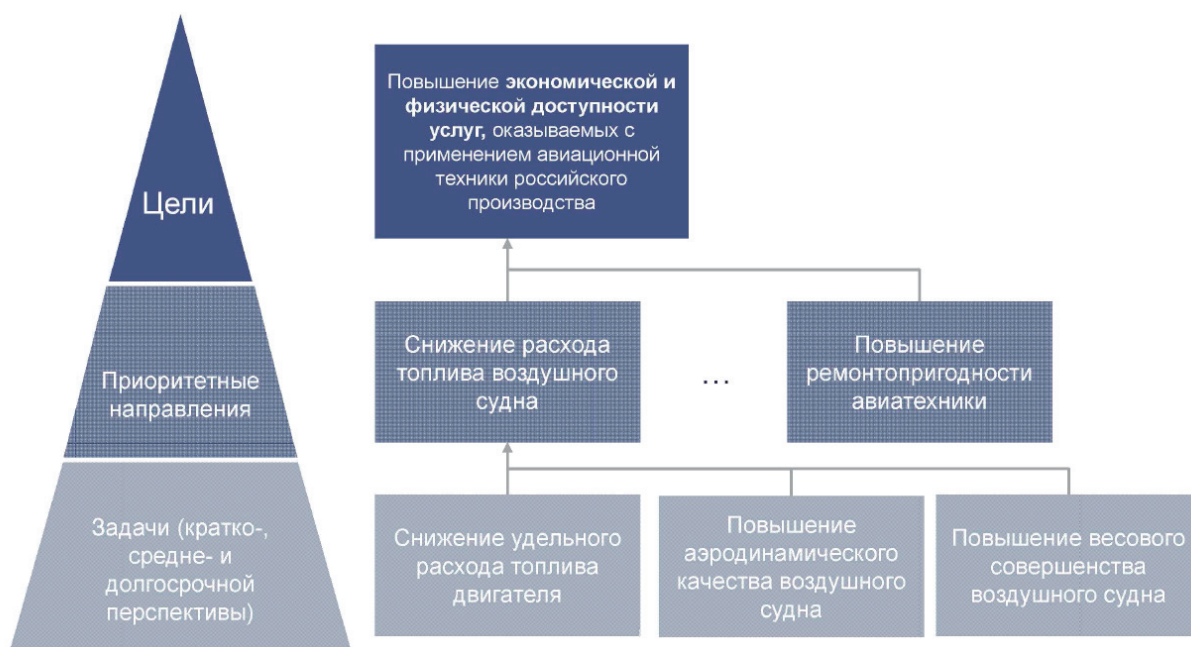 Цели
Приоритетные
направления
Задачи (кратко-,
средне- и
долгосрочной
перспективы)
Повышение экономической и
физической доступности
услуг, оказываемых с
применением авиационной
техники российского
производства
Снижение расхода
топлива воздушного
судна
...
Повышение
ремонтопригодности
авиатехники
Снижение удельного
расхода топлива
двигателя
Повышение
аэродинамического
качества воздушного
судна
Повышение весового
совершенства
воздушного судна